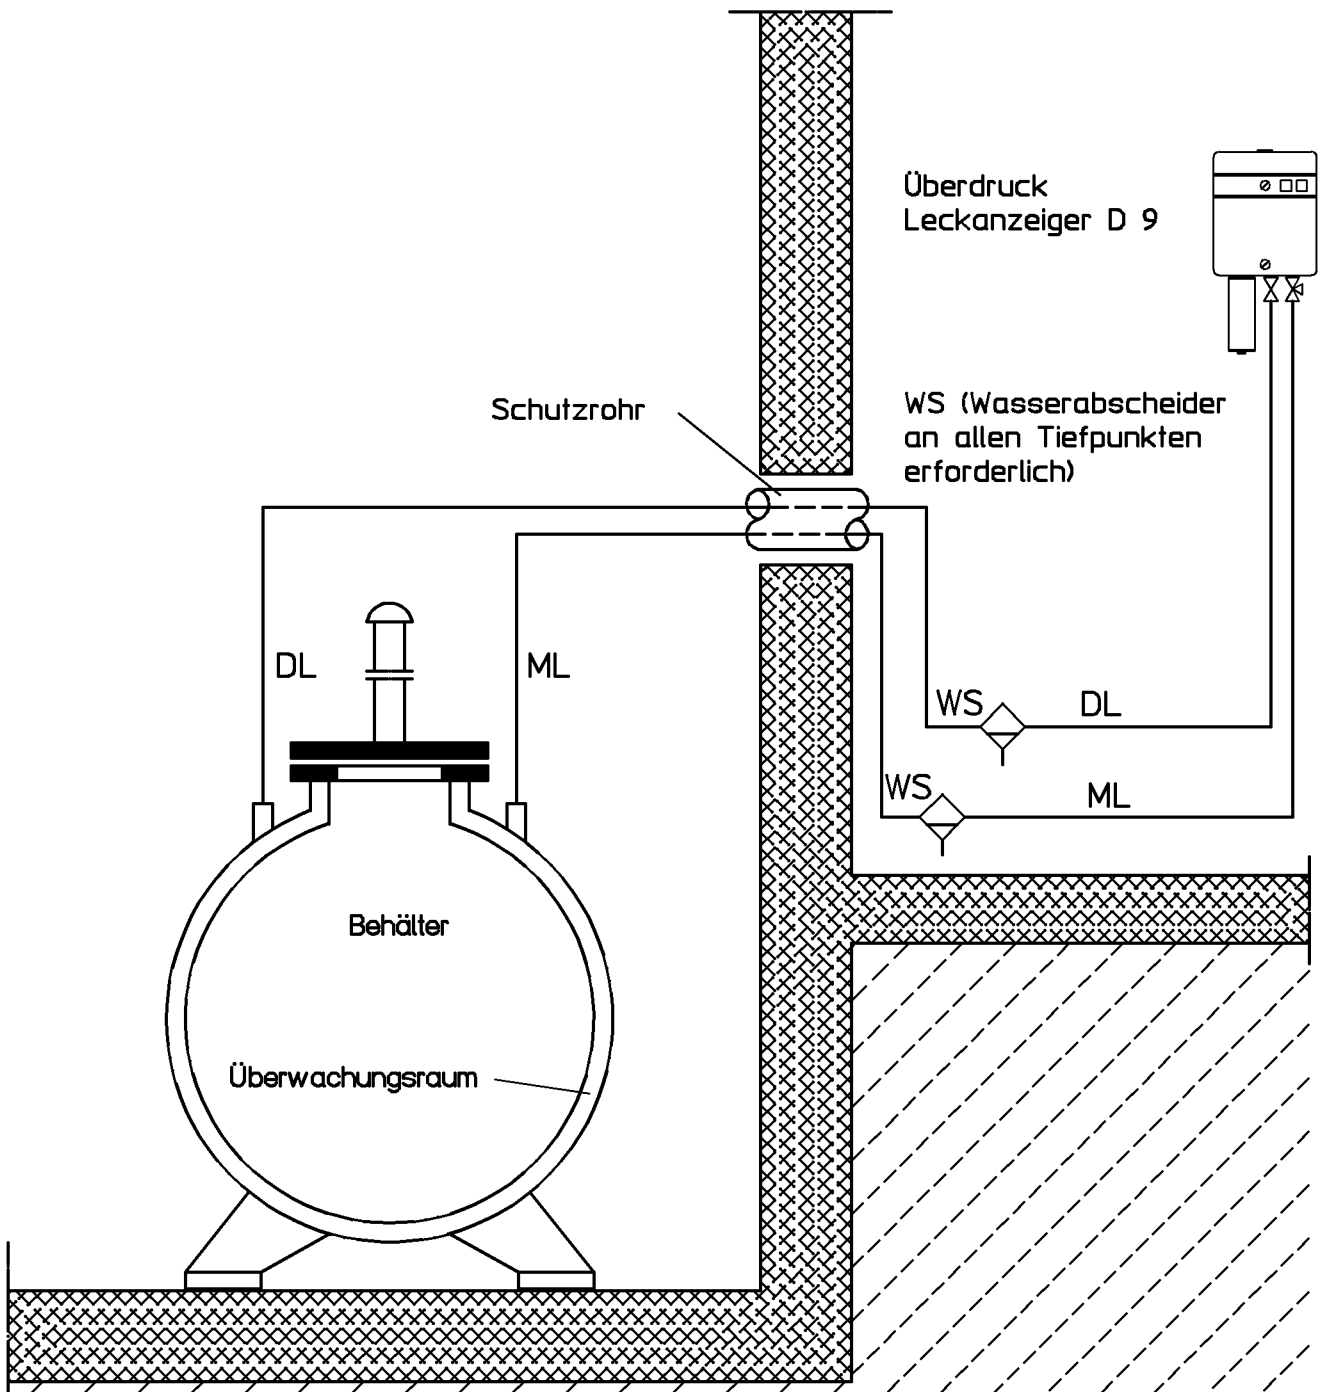 Überdruck
Leckanzeiger D 9
Schutzrohr
WS (Wasserabscheider
an allen Tiefpunkten
erforderlich)
DL
ML
WS
DL
WS
ML
Behälter
Überwachungsraum